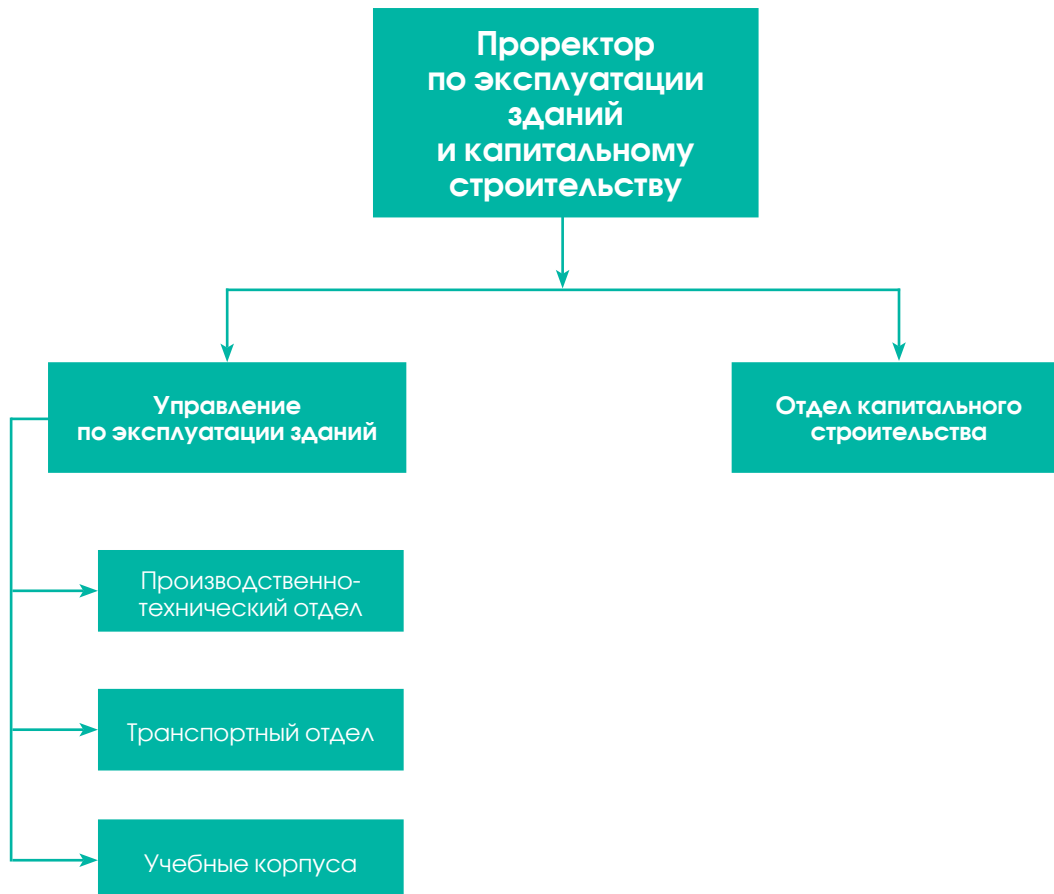 Проректор
по эксплуатации
зданий
и капитальному
строительству
Управление
по эксплуатации зданий
Отдел капитального
строительства
Производственно-
технический отдел
Транспортный отдел
Учебные корпуса